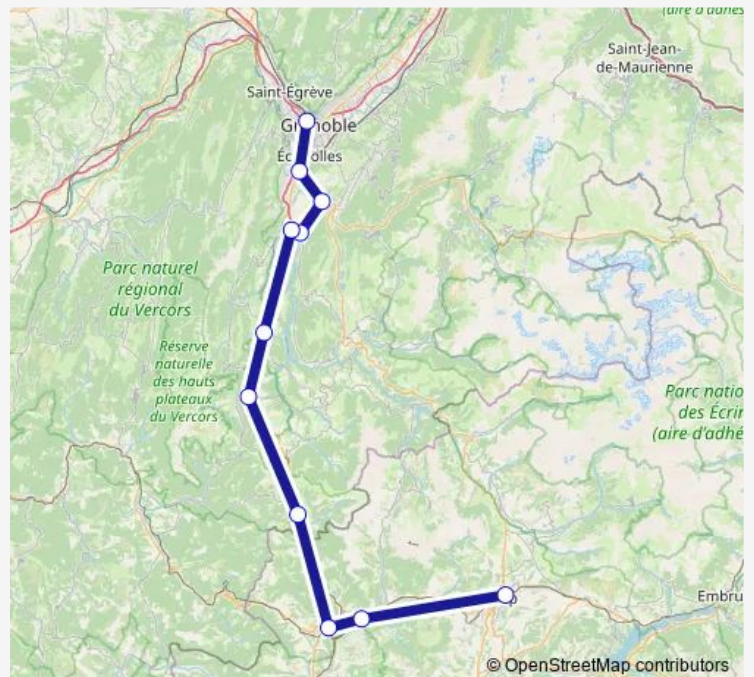 (aire d'adhés
Saint-Jean-
de-Maurienne
Saint-Égrève
Grenoble
Parc naturel
régional
du Vercors
Réserve
naturelle
des hauts
plateaux
du Vercors
Parc natio
des Écrin
(aire d'adhé
Embru
© OpenStreetMap contributors